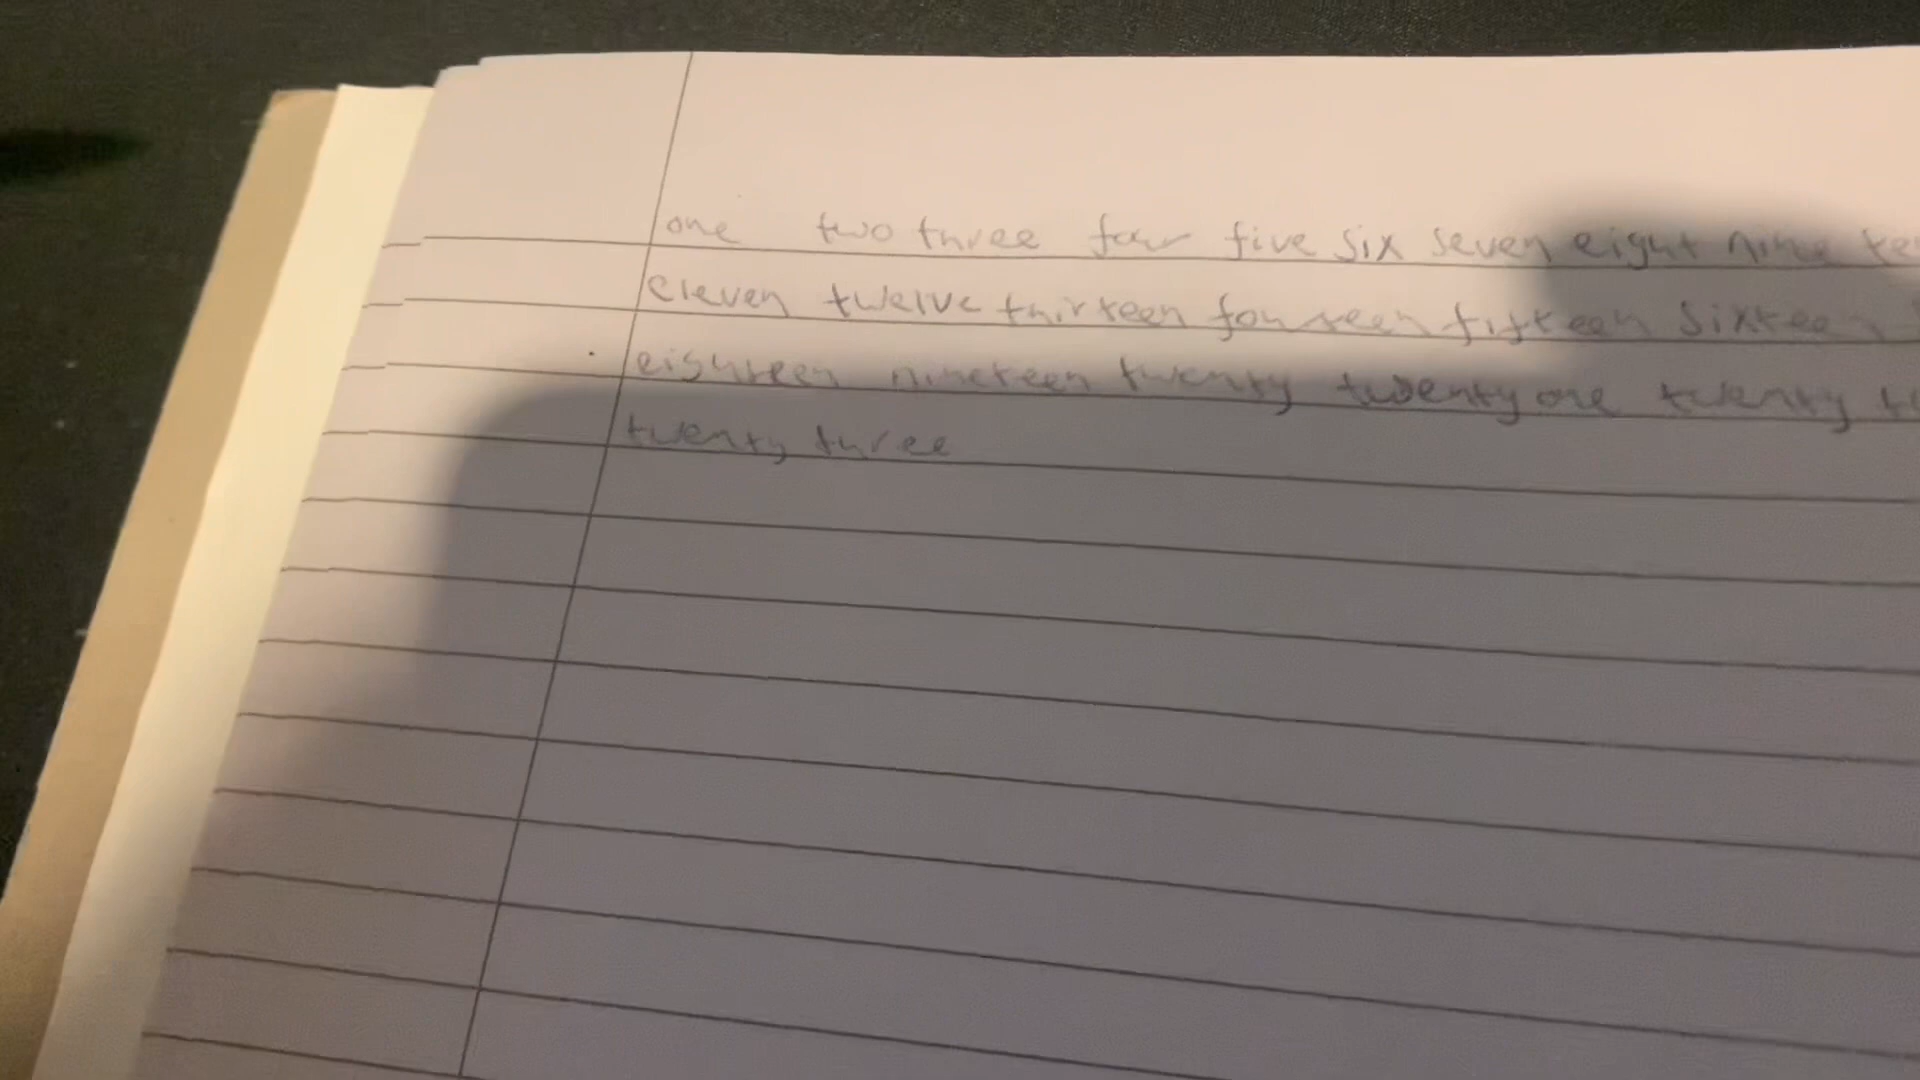 one two three four five six seven eight nine
eleven twelve thirteen fourteen fifteen sixteen
eighteen nineteen twenty twenty one twenty
twenty three